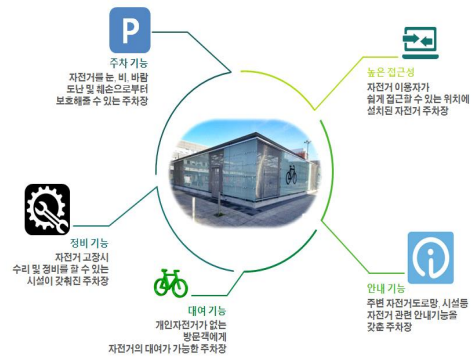 P
주차 기능
자전거를 눈, 비, 바람
도난 및 훼손으로부터
보호해줄 수 있는 주차장
높은 접근성
자전거 이용자가
쉽게 접근할 수 있는 위치에
설치된 자전거 주차장
정비 기능
자전거 고장시
수리 및 정비를 할 수 있는
시설이 갖춰진 주차장
대여 기능
개인자전거가 없는
방문객에게
자전거의 대여가 가능한 주차장
안내 기능
주변 자전거도로망, 시설등
자전거 관련 안내기능을
갖춘 주차장